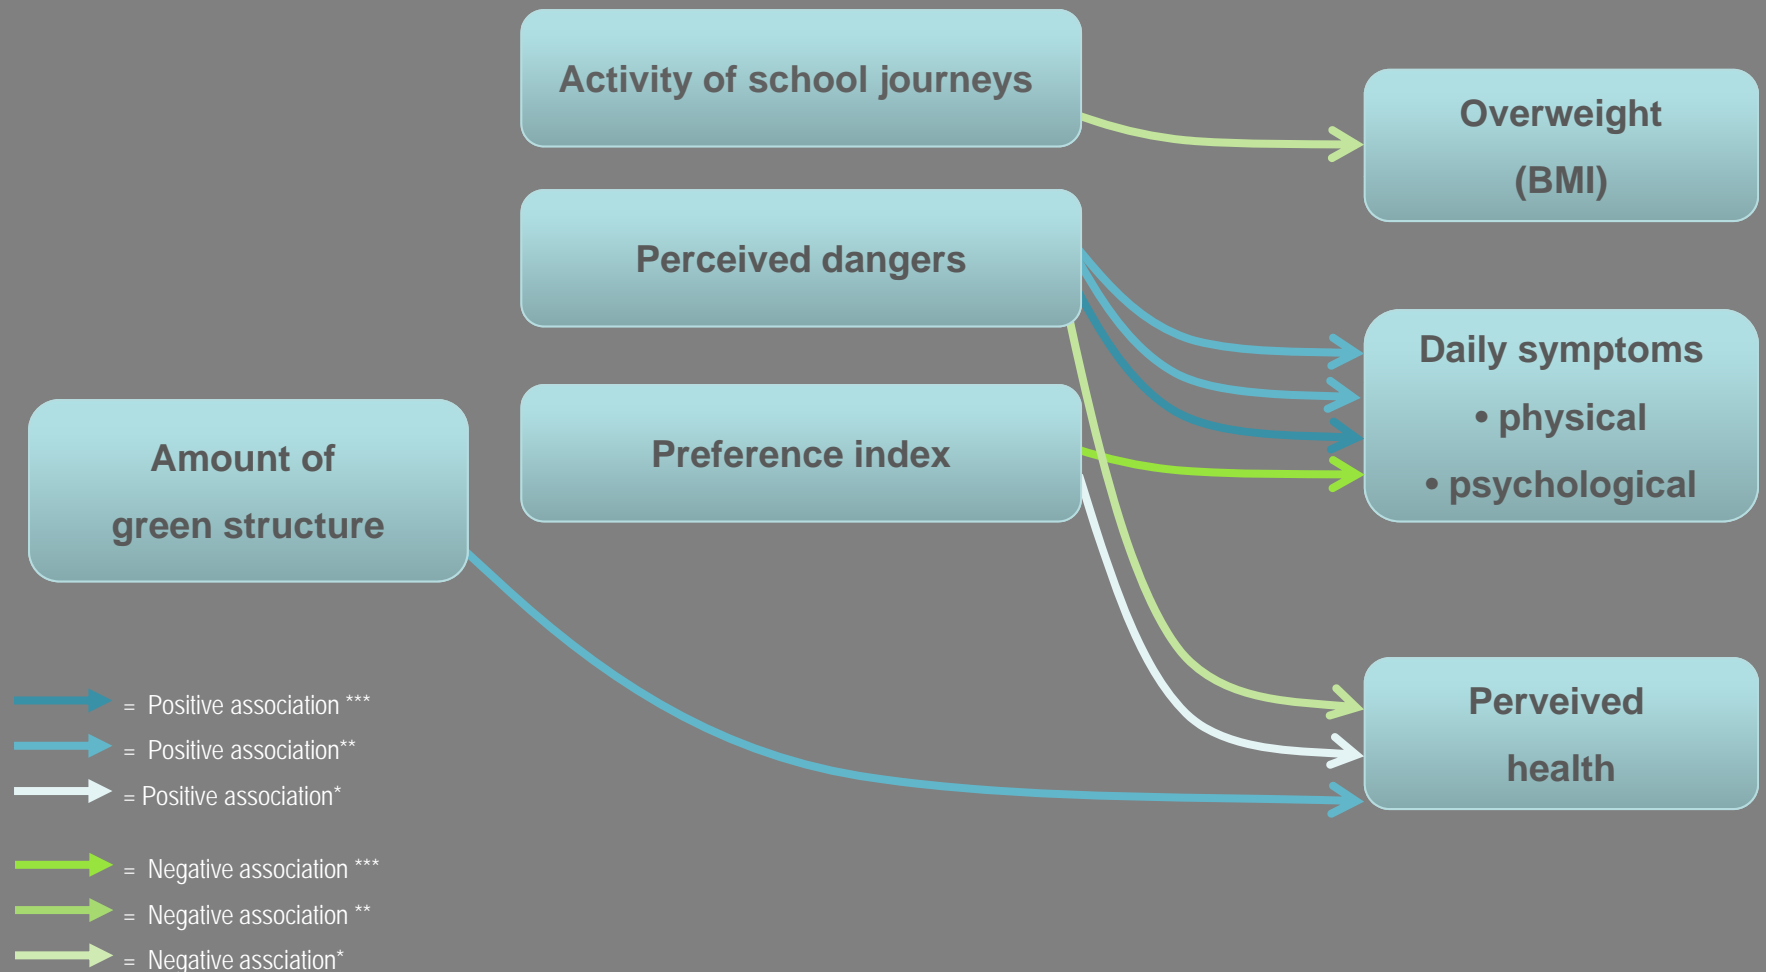 Activity of school journeys
Overweight
(BMI)
Perceived dangers
Daily symptoms
• physical
• psychological
Preference index
Amount of
green structure
Perveived
health
= Positive association ***
= Positive association**
= Positive association*
= Negative association ***
= Negative association **
= Negative assciation*